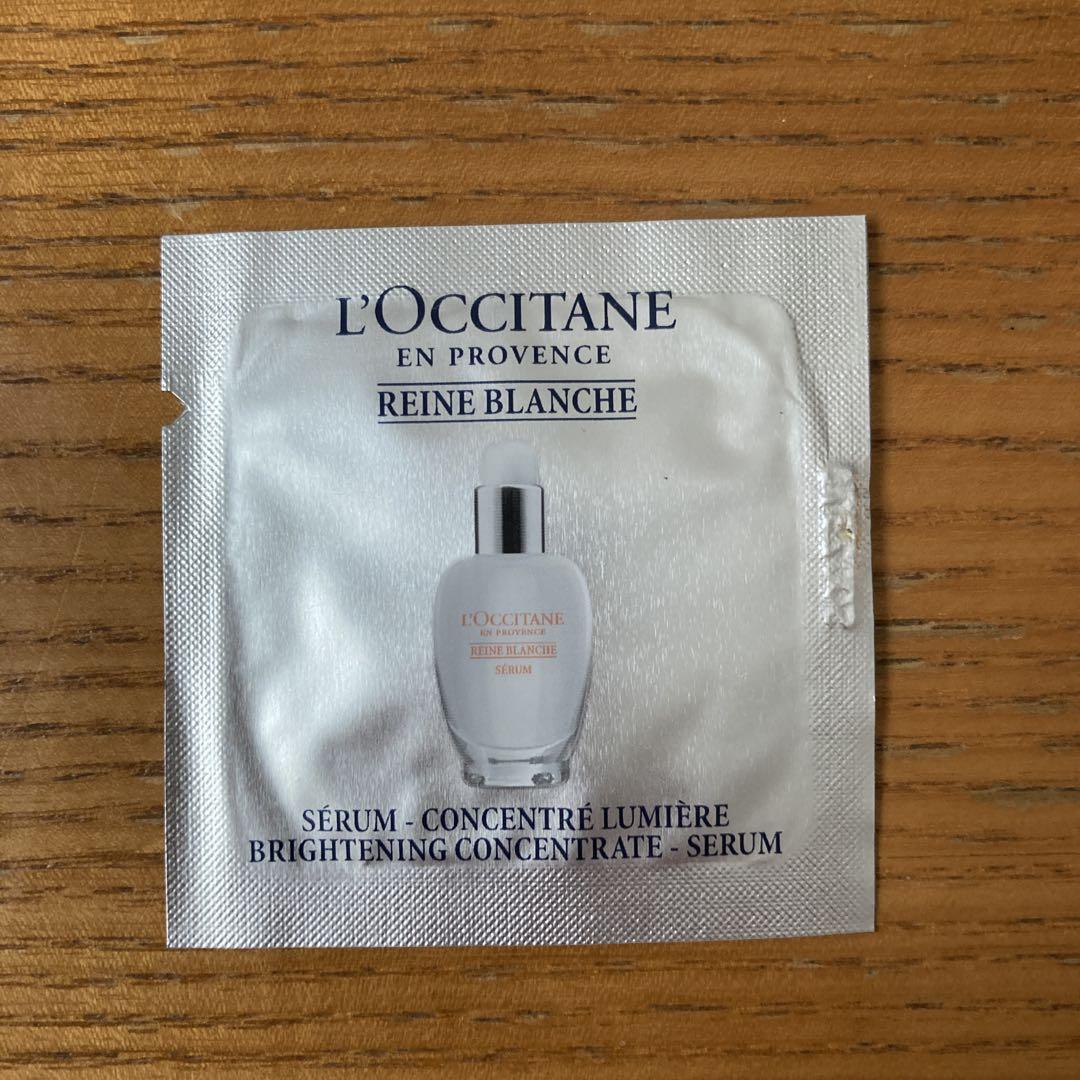 L'OCCITANE
EN PROVENCE
REINE BLANCHE
L'OCCITANE
EN PROVENCE
REINE BLANCHE
SÉRUM
SÉRUM - CONCENTRÉ LUMIÈRE
BRIGHTENING CONCENTRATE - SERUM